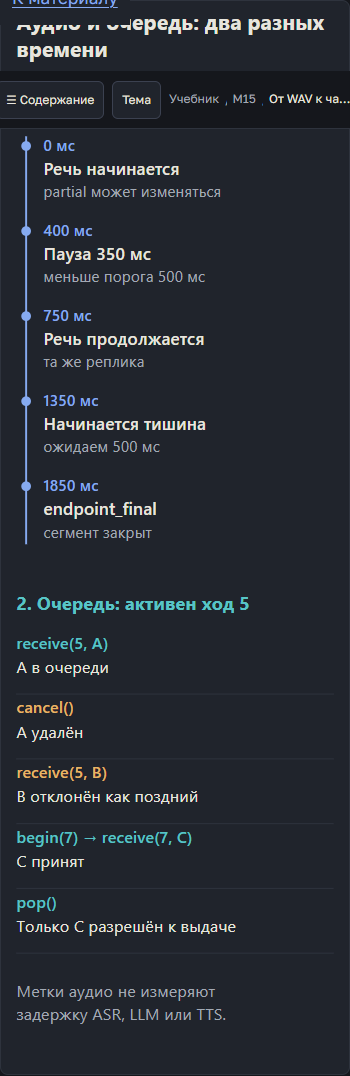 К материалу
Аудио и очередь: два разных
времени
☰ Содержание
Тема
Учебник , М15 , От WAV к ча...
0 мс
Речь начинается
partial может изменяться
400 мс
Пауза 350 мс
меньше порога 500 мс
750 мс
Речь продолжается
та же реплика
1350 мс
Начинается тишина
ожидаем 500 мс
1850 мс
endpoint_final
сегмент закрыт
2. Очередь: активен ход 5
receive(5, A)
A в очереди
cancel()
A удалён
receive(5, B)
B отклонён как поздний
begin(7) → receive(7, C)
C принят
pop()
Только C разрешён к выдаче
Метки аудио не измеряют
задержку ASR, LLM или TTS.